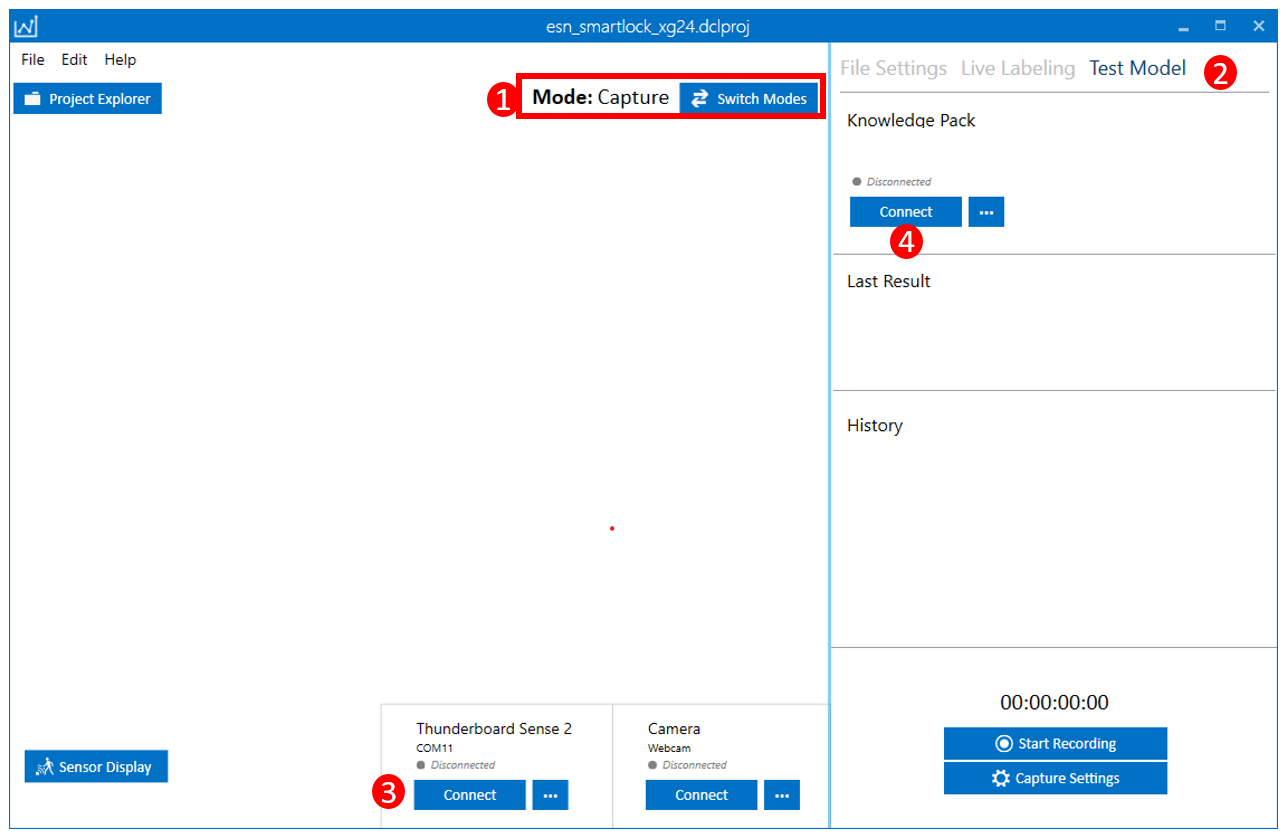 esn_smartlock_xg24.dclproj
File Edit Help
Project Explorer
1 Mode: Capture Switch Modes
File Settings Live Labeling Test Model 2
Knowledge Pack
Disconnected
Connect ...
4
Last Result
History
Thunderboard Sense 2
COM11
Disconnected
3 Connect ...
Camera
Webcam
Disconnected
Connect ...
Sensor Display
00:00:00:00
Start Recording
Capture Settings